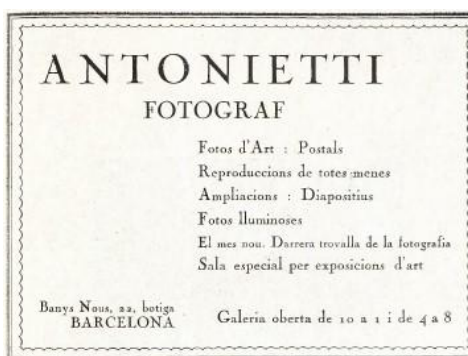 ANTONIETTI
FOTOGRAF
Fotos d'Art : Postals
Reproduccions de totes menes
Ampliacions : Diapositius
Fotos lluminoses
El mes nou. Darrera trovalla de la fotografia
Sala especial per exposicions d'art
Banys Nous, 22, botiga
BARCELONA
Galeria oberta de 10 a 1 i de 4 a 8